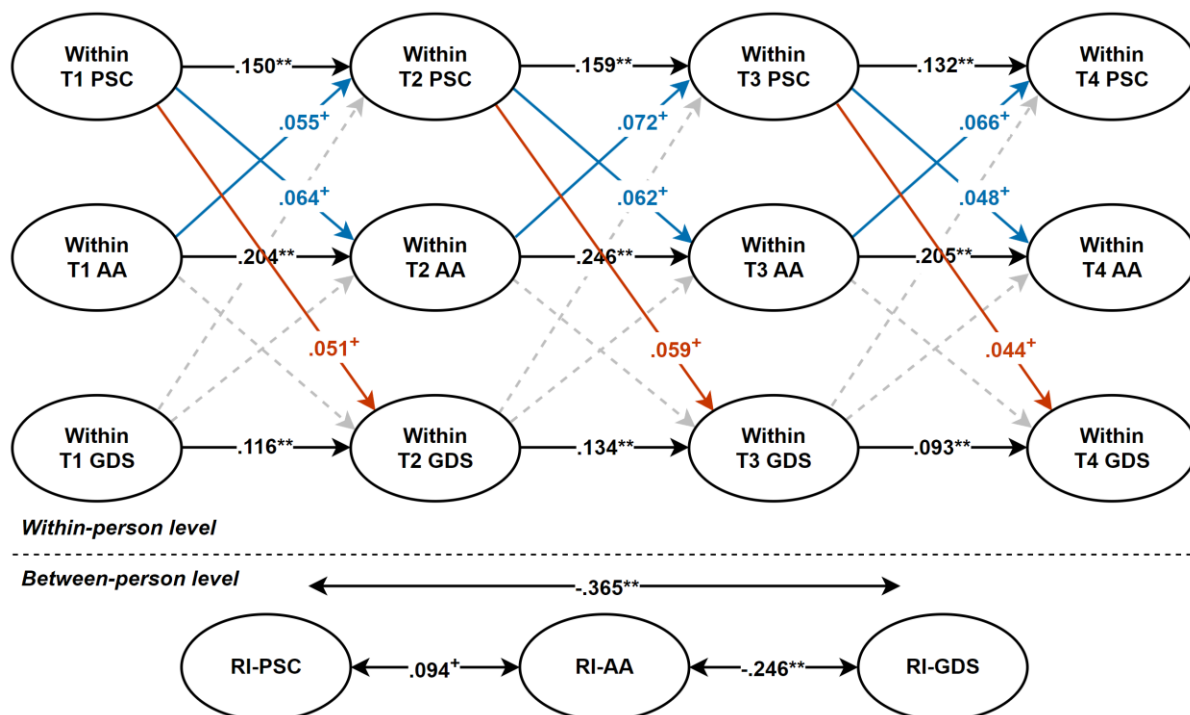 Within
T1 PSC
.150**
Within
T2 PSC
.159**
Within
T3 PSC
.132**
Within
T4 PSC
.055+
.072+
.066+
.064+
.062+
.048+
Within
T1 AA
.204**
Within
T2 AA
.246**
Within
T3 AA
.205**
Within
T4 AA
.051+
.059+
.044+
Within
T1 GDS
.116**
Within
T2 GDS
.134**
Within
T3 GDS
.093**
Within
T4 GDS
Within-person level
Between-person level
-.365**
RI-PSC
.094+
RI-AA
-.246**
RI-GDS